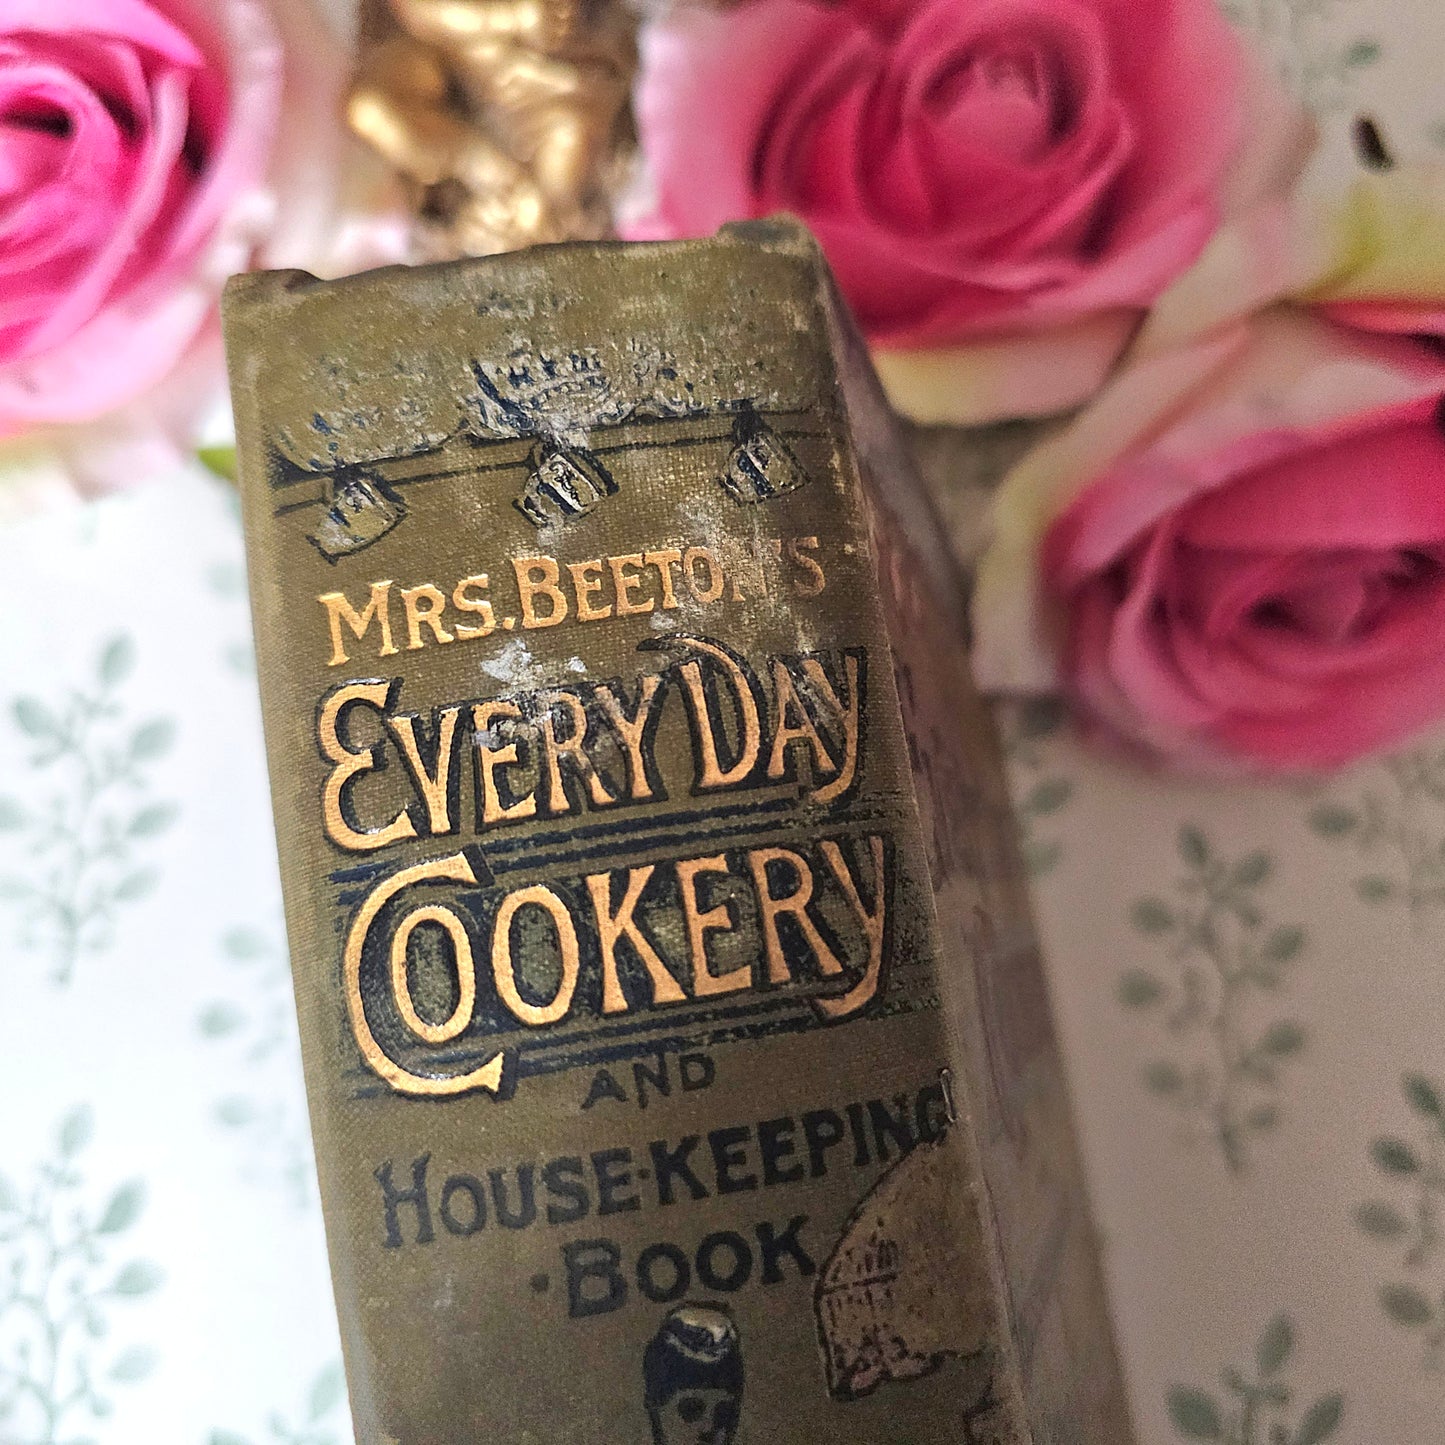 MRS. BEETON'S
EVERY DAY
COOKERY
AND
HOUSE-KEEPING
BOOK